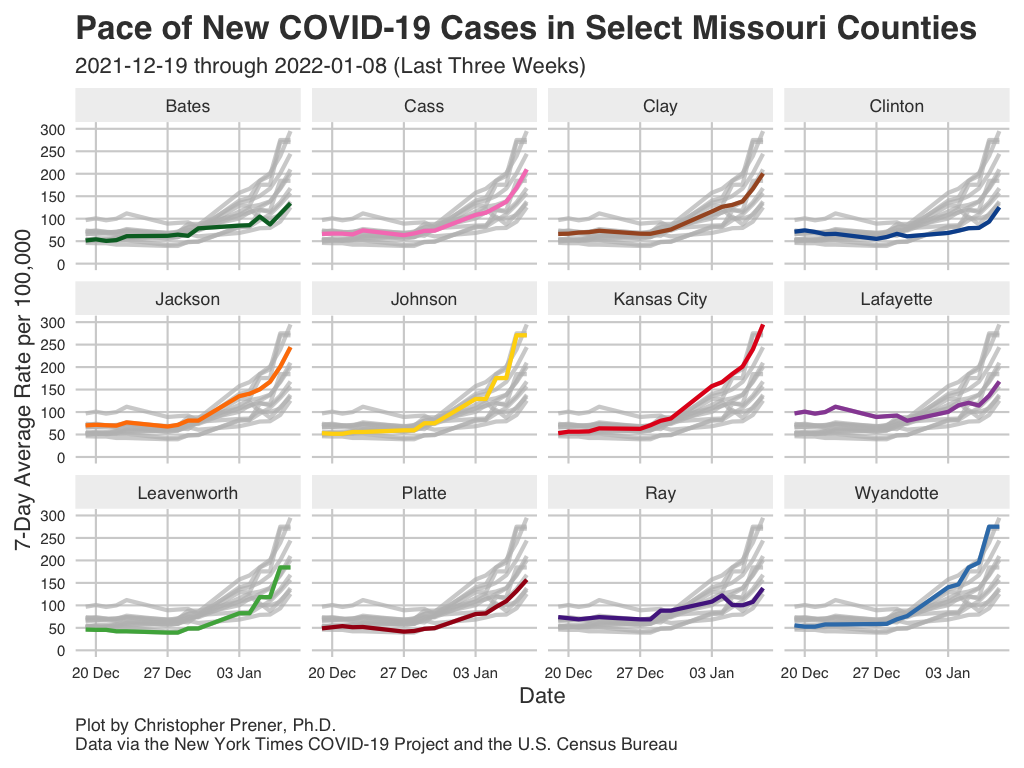 Pace of New COVID-19 Cases in Select Missouri Counties
2021-12-19 through 2022-01-08 (Last Three Weeks)
7-Day Average Rate per 100,000
Bates Cass Clay Clinton
300
250
200
150
100
50
0
Jackson Johnson Kansas City Lafayette
300
250
200
150
100
50
0
Leavenworth Platte Ray Wyandotte
300
250
200
150
100
50
0
20 Dec 27 Dec 03 Jan 20 Dec 27 Dec 03 Jan 20 Dec 27 Dec 03 Jan 20 Dec 27 Dec 03 Jan
Date
Plot by Christopher Prener, Ph.D.
Data via the New York Times COVID-19 Project and the U.S. Census Bureau